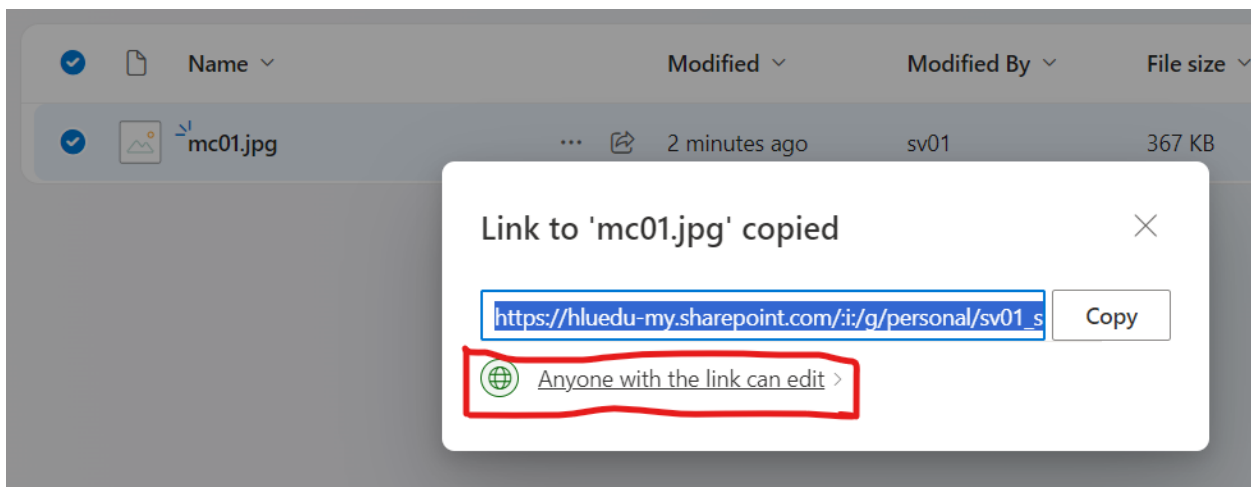 Name Modified Modified By File size
mc01.jpg ... 2 minutes ago sv01 367 KB
Link to 'mc01.jpg' copied
https://hluedu-my.sharepoint.com/:i:/g/personal/sv01_s Copy
Anyone with the link can edit